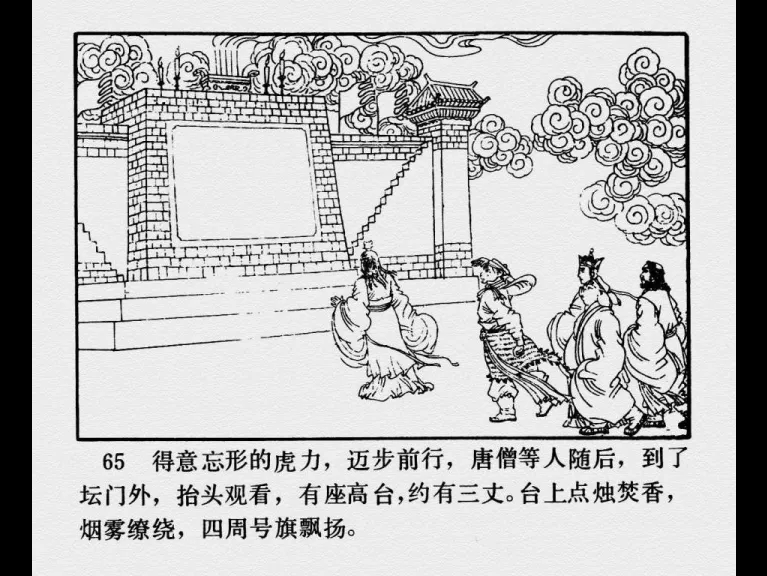 65 得意忘形的虎力，迈步前行，唐僧等人随后，到了
坛门外，抬头观看，有座高台，约有三丈。台上点烛焚香，
烟雾缭绕，四周号旗飘扬。